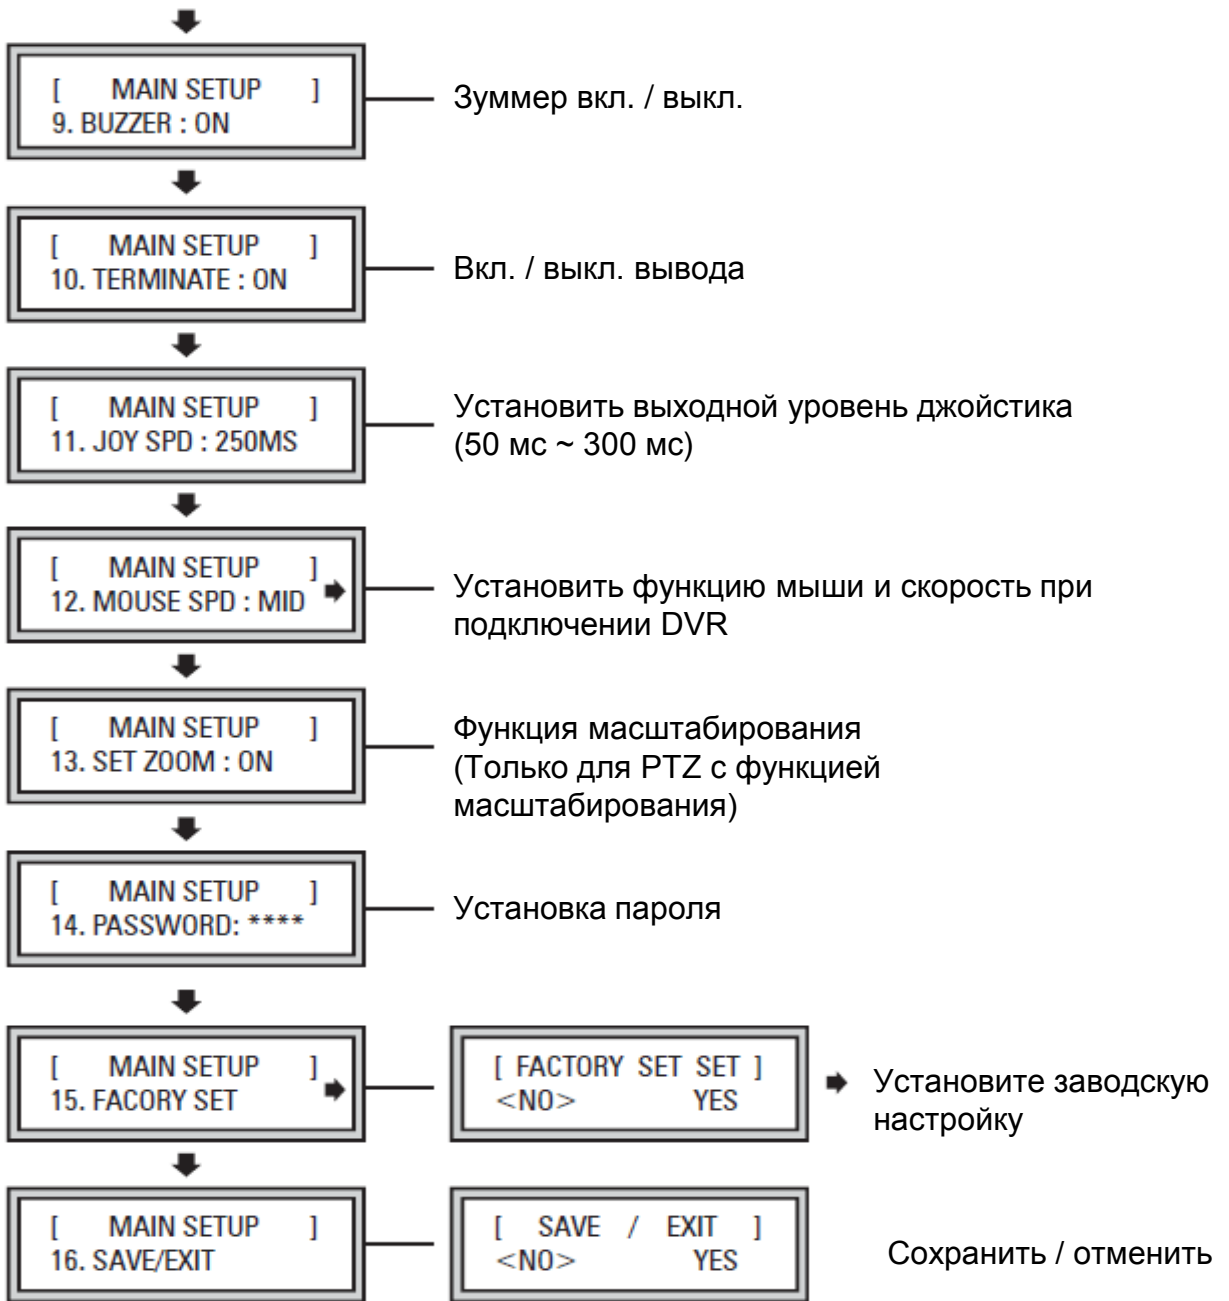 [ MAIN SETUP ]
9. BUZZER : ON
Зуммер вкл. / выкл.
[ MAIN SETUP ]
10. TERMINATE : ON
Вкл. / выкл. вывода
[ MAIN SETUP ]
11. JOY SPD : 250MS
Установить выходной уровень джойстика
(50 мс ~ 300 мс)
[ MAIN SETUP ]
12. MOUSE SPD : MID
Установить функцию мыши и скорость при
подключении DVR
[ MAIN SETUP ]
13. SET ZOOM : ON
Функция масштабирования
(Только для PTZ с функцией
масштабирования)
[ MAIN SETUP ]
14. PASSWORD: ****
Установка пароля
[ MAIN SETUP ]
15. FACORY SET
[ FACTORY SET SET ]
<NO> YES
Установите заводскую
настройку
[ MAIN SETUP ]
16. SAVE/EXIT
[ SAVE / EXIT ]
<NO> YES
Сохранить / отменить